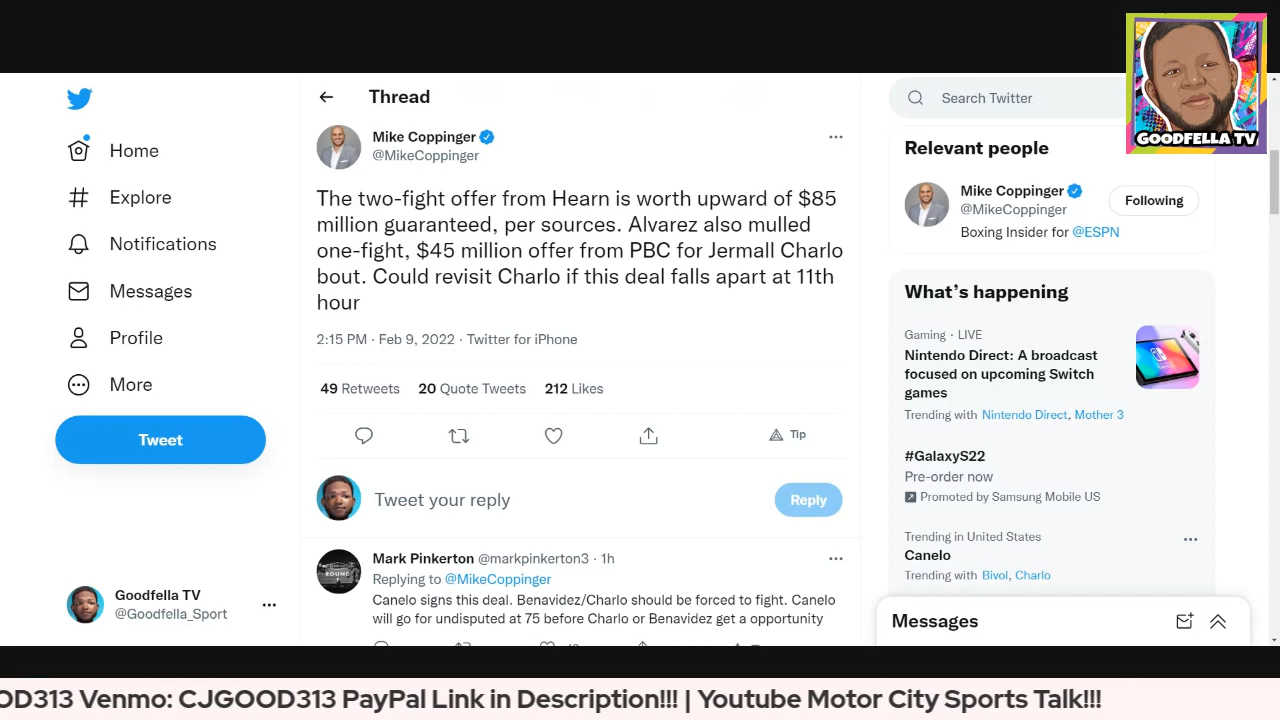 GOODFELLA TV
Home
Explore
Notifications
Messages
Profile
More
Tweet
Goodfella TV
@Goodfella_Sport
Thread
Mike Coppinger
@MikeCoppinger
The two-fight offer from Hearn is worth upward of $85
million guaranteed, per sources. Alvarez also mulled
one-fight, $45 million offer from PBC for Jermall Charlo
bout. Could revisit Charlo if this deal falls apart at 11th
hour
2:15 PM · Feb 9, 2022 · Twitter for iPhone
49 Retweets 20 Quote Tweets 212 Likes
Tip
Tweet your reply
Reply
Mark Pinkerton @markpinkerton3 · 1h
Replying to @MikeCoppinger
Canelo signs this deal. Benavidez/Charlo should be forced to fight. Canelo
will go for undisputed at 75 before Charlo or Benavidez get a opportunity
Search Twitter
Relevant people
Mike Coppinger
@MikeCoppinger
Following
Boxing Insider for @ESPN
What's happening
Gaming · LIVE
Nintendo Direct: A broadcast
focused on upcoming Switch
games
Trending with Nintendo Direct, Mother 3
#GalaxyS22
Pre-order now
Promoted by Samsung Mobile US
Trending in United States
Canelo
Trending with Bivol, Charlo
Messages
OD313 Venmo: CJGOOD313 PayPal Link in Description!!! | Youtube Motor City Sports Talk!!!